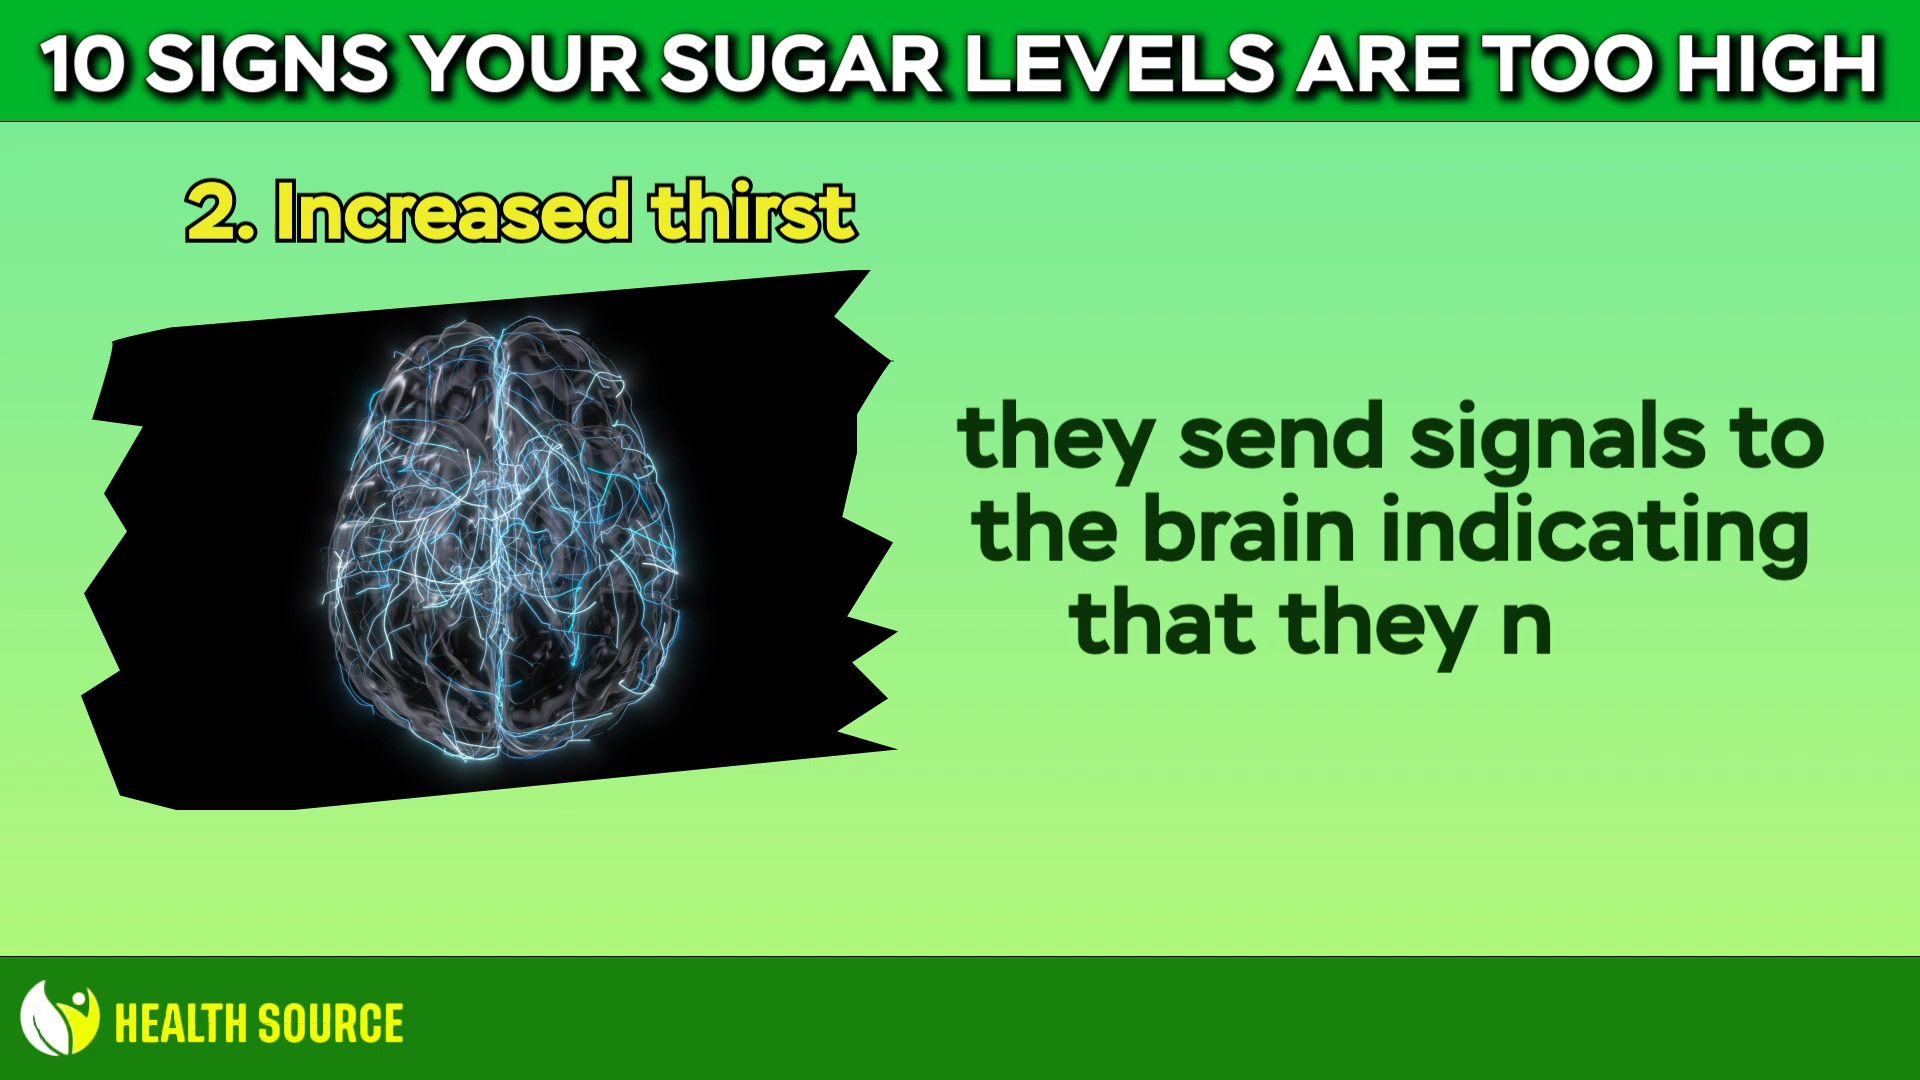 10 SIGNS YOUR SUGAR LEVELS ARE TOO HIGH
2. Increased thirst
they send signals to
the brain indicating
that they n
HEALTH SOURCE